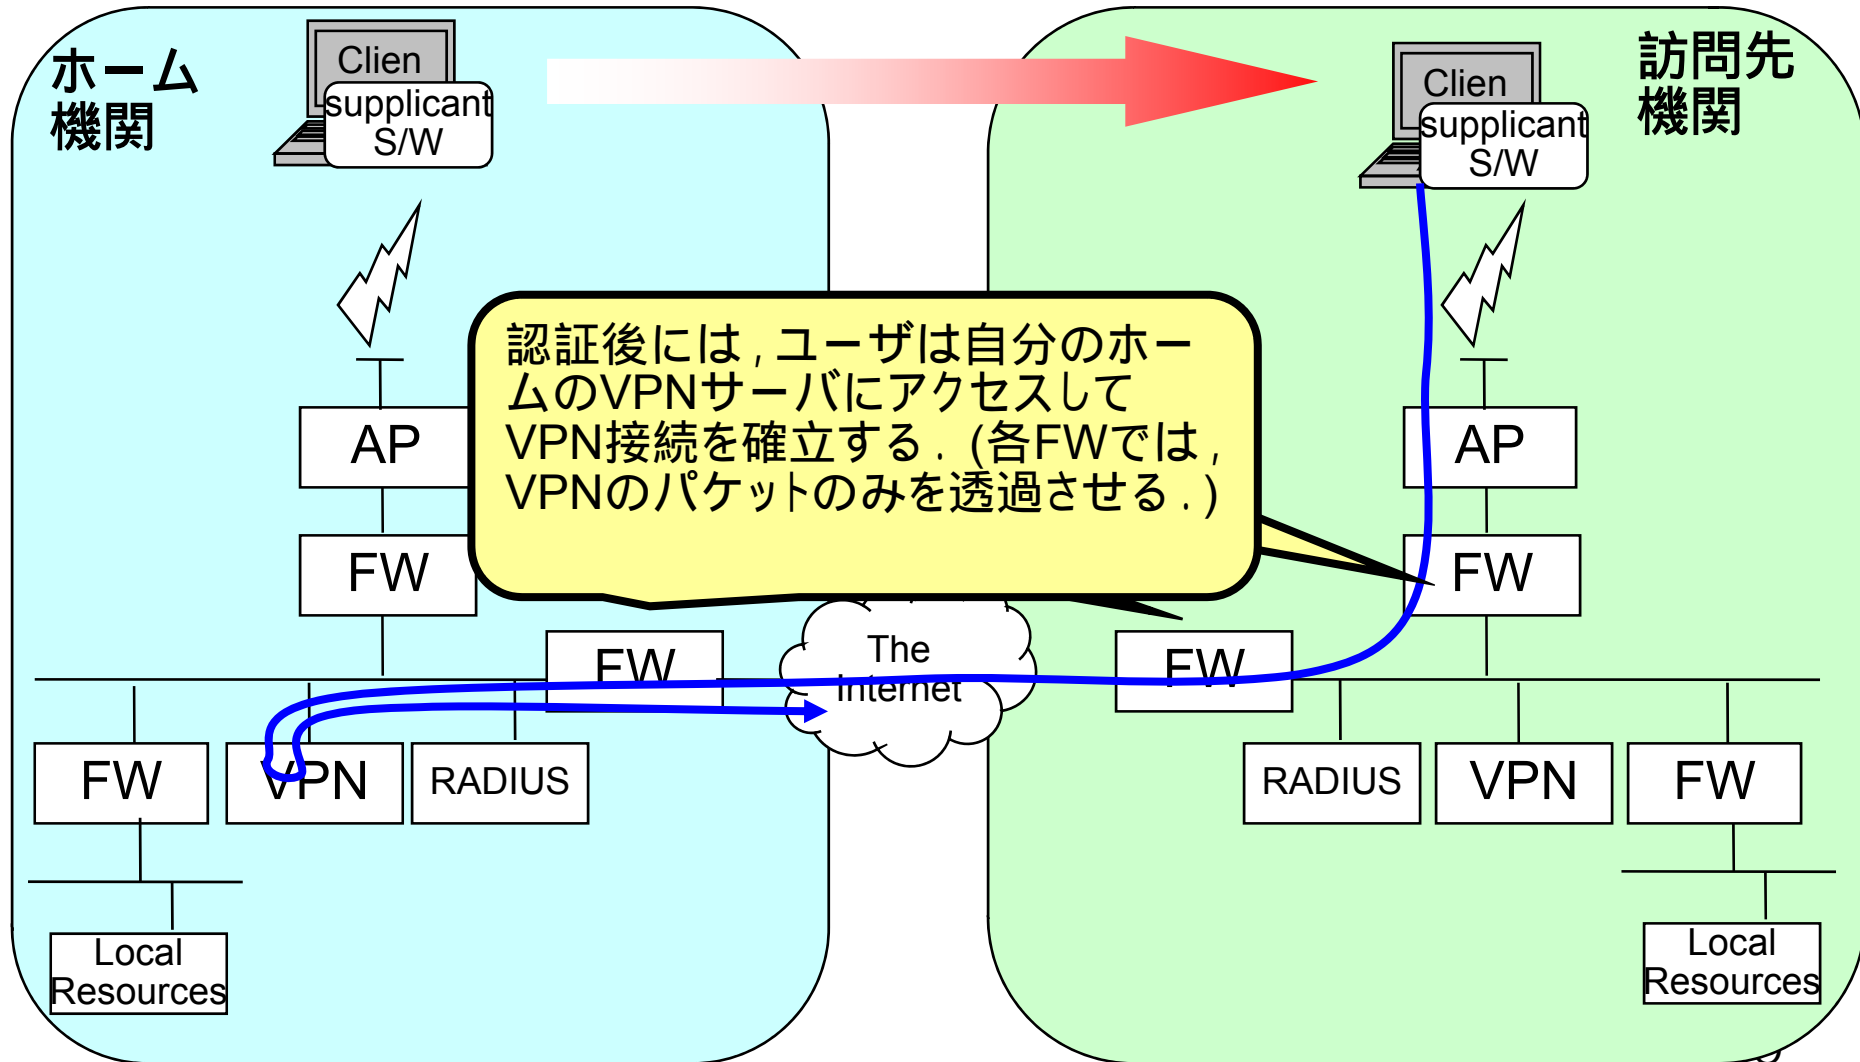 ホーム
機関
Clien
supplicant
S/W
訪問先
機関
Clien
supplicant
S/W
認証後には,ユーザは自分のホー
ムのVPNサーバにアクセスして
VPN接続を確立する.(各FWでは,
VPNのパケットのみを透過させる.)
AP
FW
AP
FW
FW
The
Internet
FW
FW
VPN
RADIUS
RADIUS
VPN
FW
Local
Resources
Local
Resources